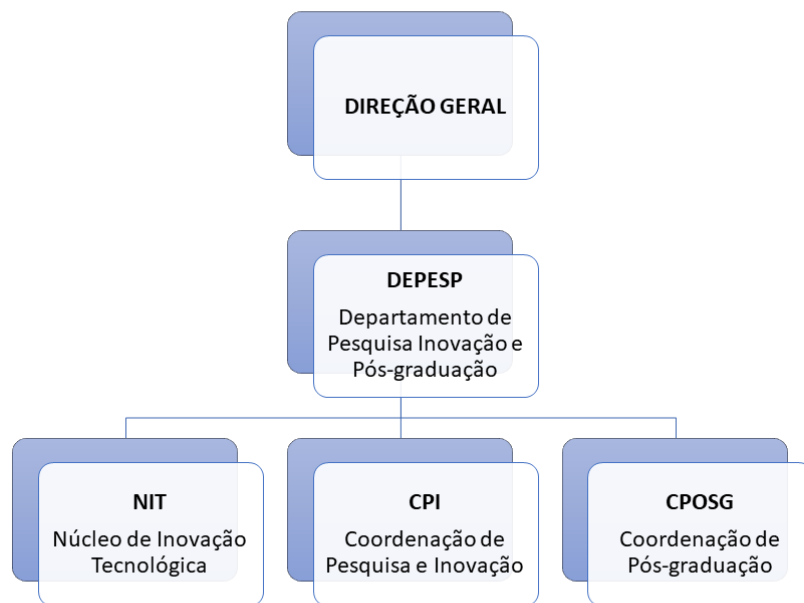 DIREÇÃO GERAL
DEPESP
Departamento de
Pesquisa Inovação e
Pós-graduação
NIT
Núcleo de Inovação
Tecnológica
CPI
Coordenação de
Pesquisa e Inovação
CPOSG
Coordenação de
Pós-graduação